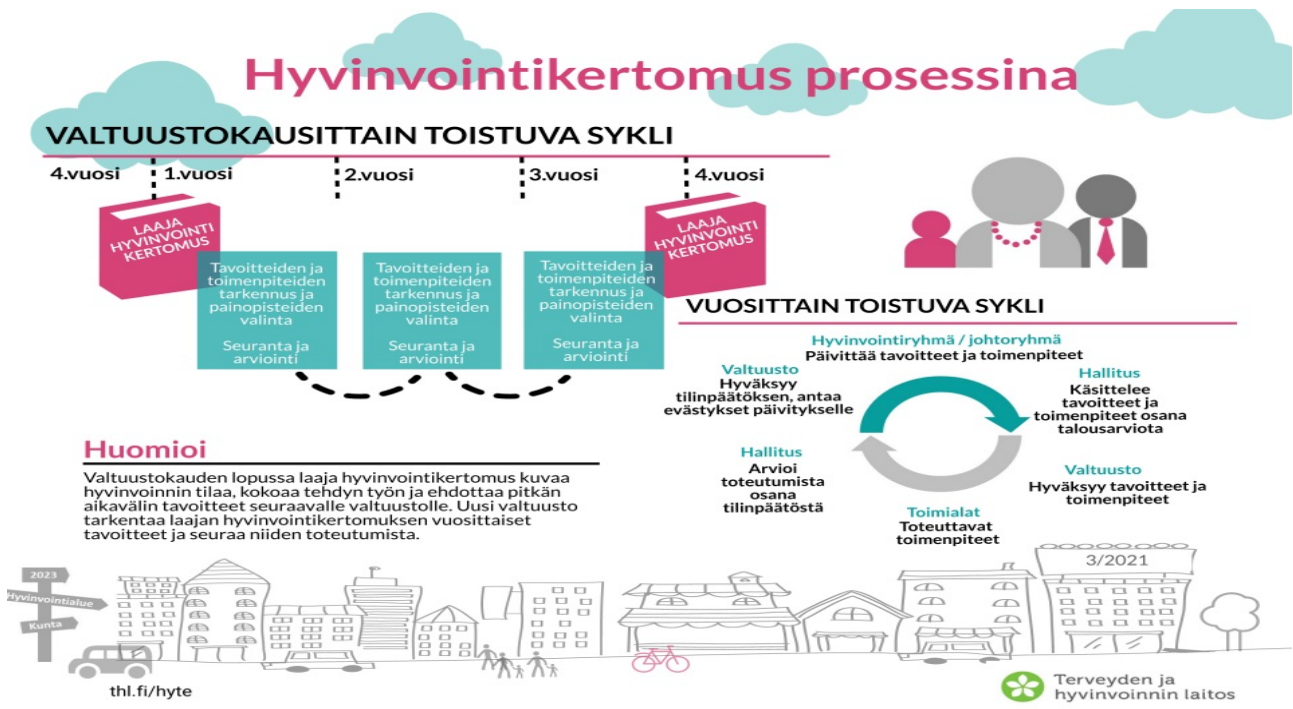 Hyvinvointikertomus prosessina
VALTUUSTOKAUSITTAIN TOISTUVA SYKLI
4.vuosi
1.vuosi
2.vuosi
3.vuosi
4.vuosi
LAAJA
HYVINVOINTI
KERTOMUS
Tavoitteiden ja
toimenpiteiden
tarkennus ja
painopisteiden
valinta
Seuranta ja
arviointi
Tavoitteiden ja
toimenpiteiden
tarkennus ja
painopisteiden
valinta
Seuranta ja
arviointi
Tavoitteiden ja
toimenpiteiden
tarkennus ja
painopisteiden
valinta
Seuranta ja
arviointi
LAAJA
HYVINVOINTI
KERTOMUS
VUOSITTAIN TOISTUVA SYKLI
Hyvinvointiryhmä / johtoryhmä
Päivittää tavoitteet ja toimenpiteet
Hallitus
Käsittelee
tavoitteet ja
toimenpiteet osana
talousarviota
Valtuusto
Hyväksyy tavoitteet ja
toimenpiteet
Toimialat
Toteuttavat
toimenpiteet
Hallitus
Arvioi
toteutumista
osana
tilinpäätöstä
Valtuusto
Hyväksyy
tilinpäätöksen, antaa
evästykset päivitykselle
Huomioi
Valtuustokauden lopussa laaja hyvinvointikertomus kuvaa
hyvinvoinnin tilaa, kokoaa tehdyn työn ja ehdottaa pitkän
aikavälin tavoitteet seuraavalle valtuustolle. Uusi valtuusto
tarkentaa laajan hyvinvointikertomuksen vuosittaiset
tavoitteet ja seuraa niiden toteutumista.
3/2021
2023
Hyvinvointialue
Kunta
thl.fi/hyte
Terveyden ja
hyvinvoinnin laitos